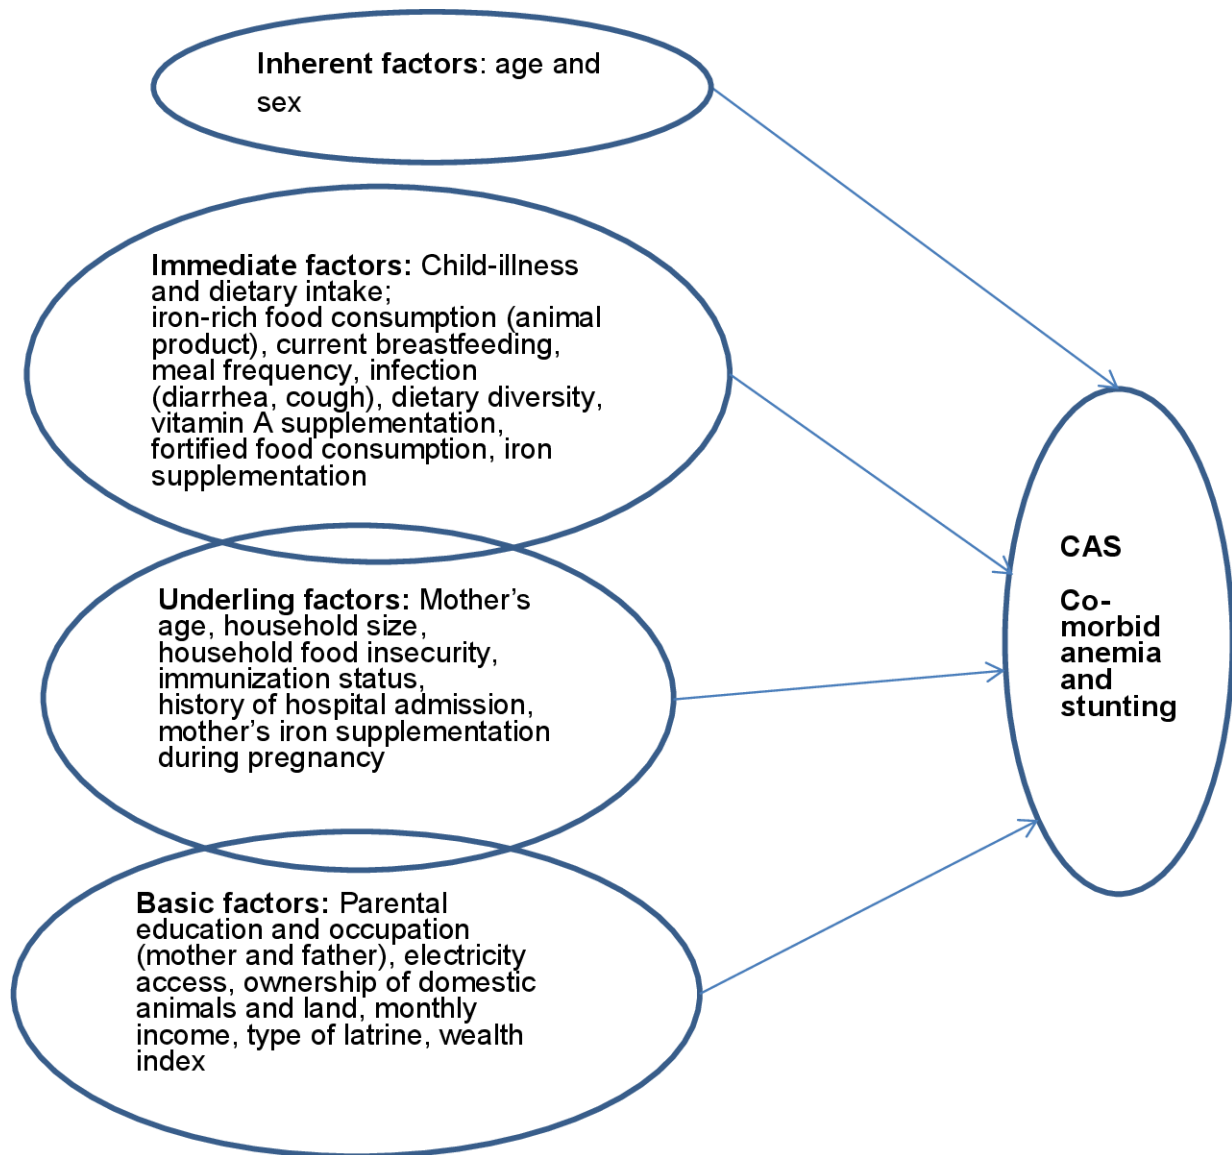 Inherent factors: age and
sex
Immediate factors: Child-illness
and dietary intake;
iron-rich food consumption (animal
product), current breastfeeding,
meal frequency, infection
(diarrhea, cough), dietary diversity,
vitamin A supplementation,
fortified food consumption, iron
supplementation
Underling factors: Mother’s
age, household size,
household food insecurity,
immunization status,
history of hospital admission,
mother’s iron supplementation
during pregnancy
Basic factors: Parental
education and occupation
(mother and father), electricity
access, ownership of domestic
animals and land, monthly
income, type of latrine, wealth
index
CAS
Co-
morbid
anemia
and
stunting